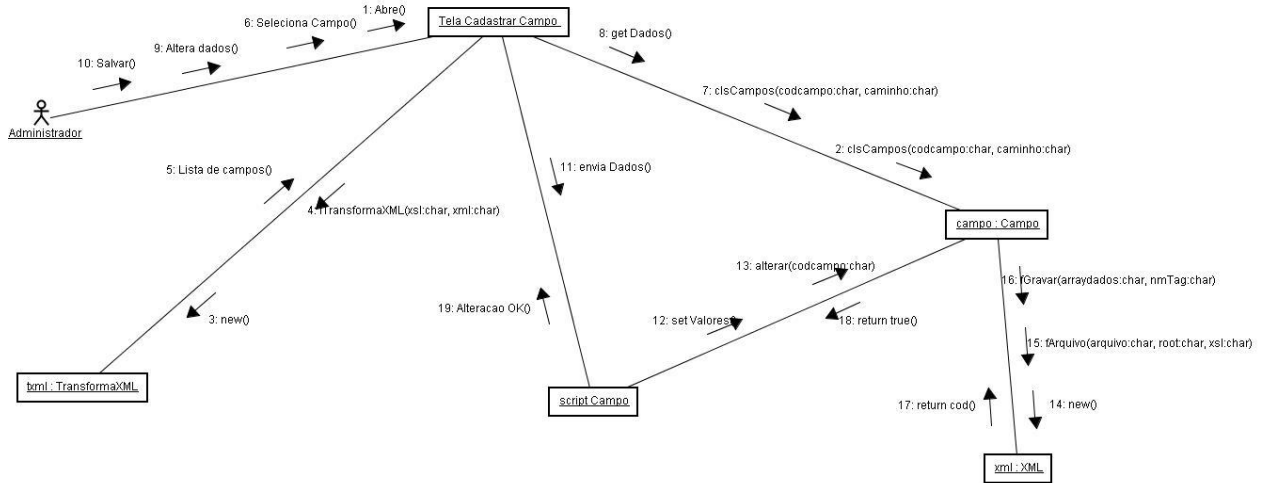 1: Abre()
6: Seleciona Campo()
9: Altera dados()
10: Salvar()
Tela Cadastrar Campo
8: get Dados()
7: clsCampos(codcampo:char, caminho:char)
2: clsCampos(codcampo:char, caminho:char)
Administrador
5: Lista de campos()
4: fTransformaXML(xsl:char, xml:char)
3: new()
11: envia Dados()
19: Alteracao OK()
campo : Campo
13: alterar(codcampo:char)
12: set Valores()
18: return true()
16: fGravar(arraydados:char, nmTag:char)
15: fArquivo(arquivo:char, root:char, xsl:char)
17: return cod()
14: new()
txml : TransformaXML
script Campo
xml : XML